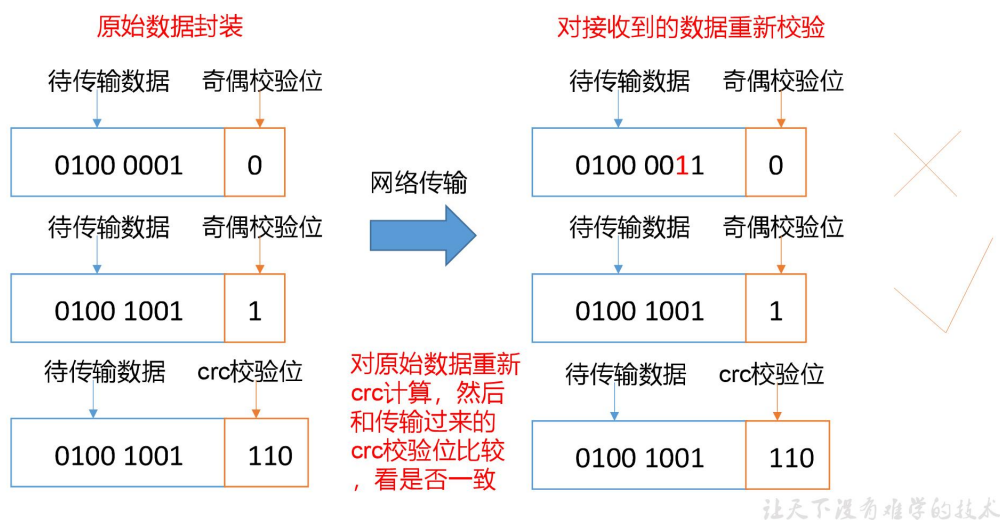 原始数据封装
对接收到的数据重新校验
待传输数据 奇偶校验位
待传输数据 奇偶校验位
0100 0001 0
0100 0011 0
网络传输
待传输数据 奇偶校验位
待传输数据 奇偶校验位
0100 1001 1
0100 1001 1
待传输数据 crc校验位
对原始数据重新
crc计算，然后
和传输过来的
crc校验位比较
，看是否一致
待传输数据 crc校验位
0100 1001 110
0100 1001 110
让天下没有难学的技术